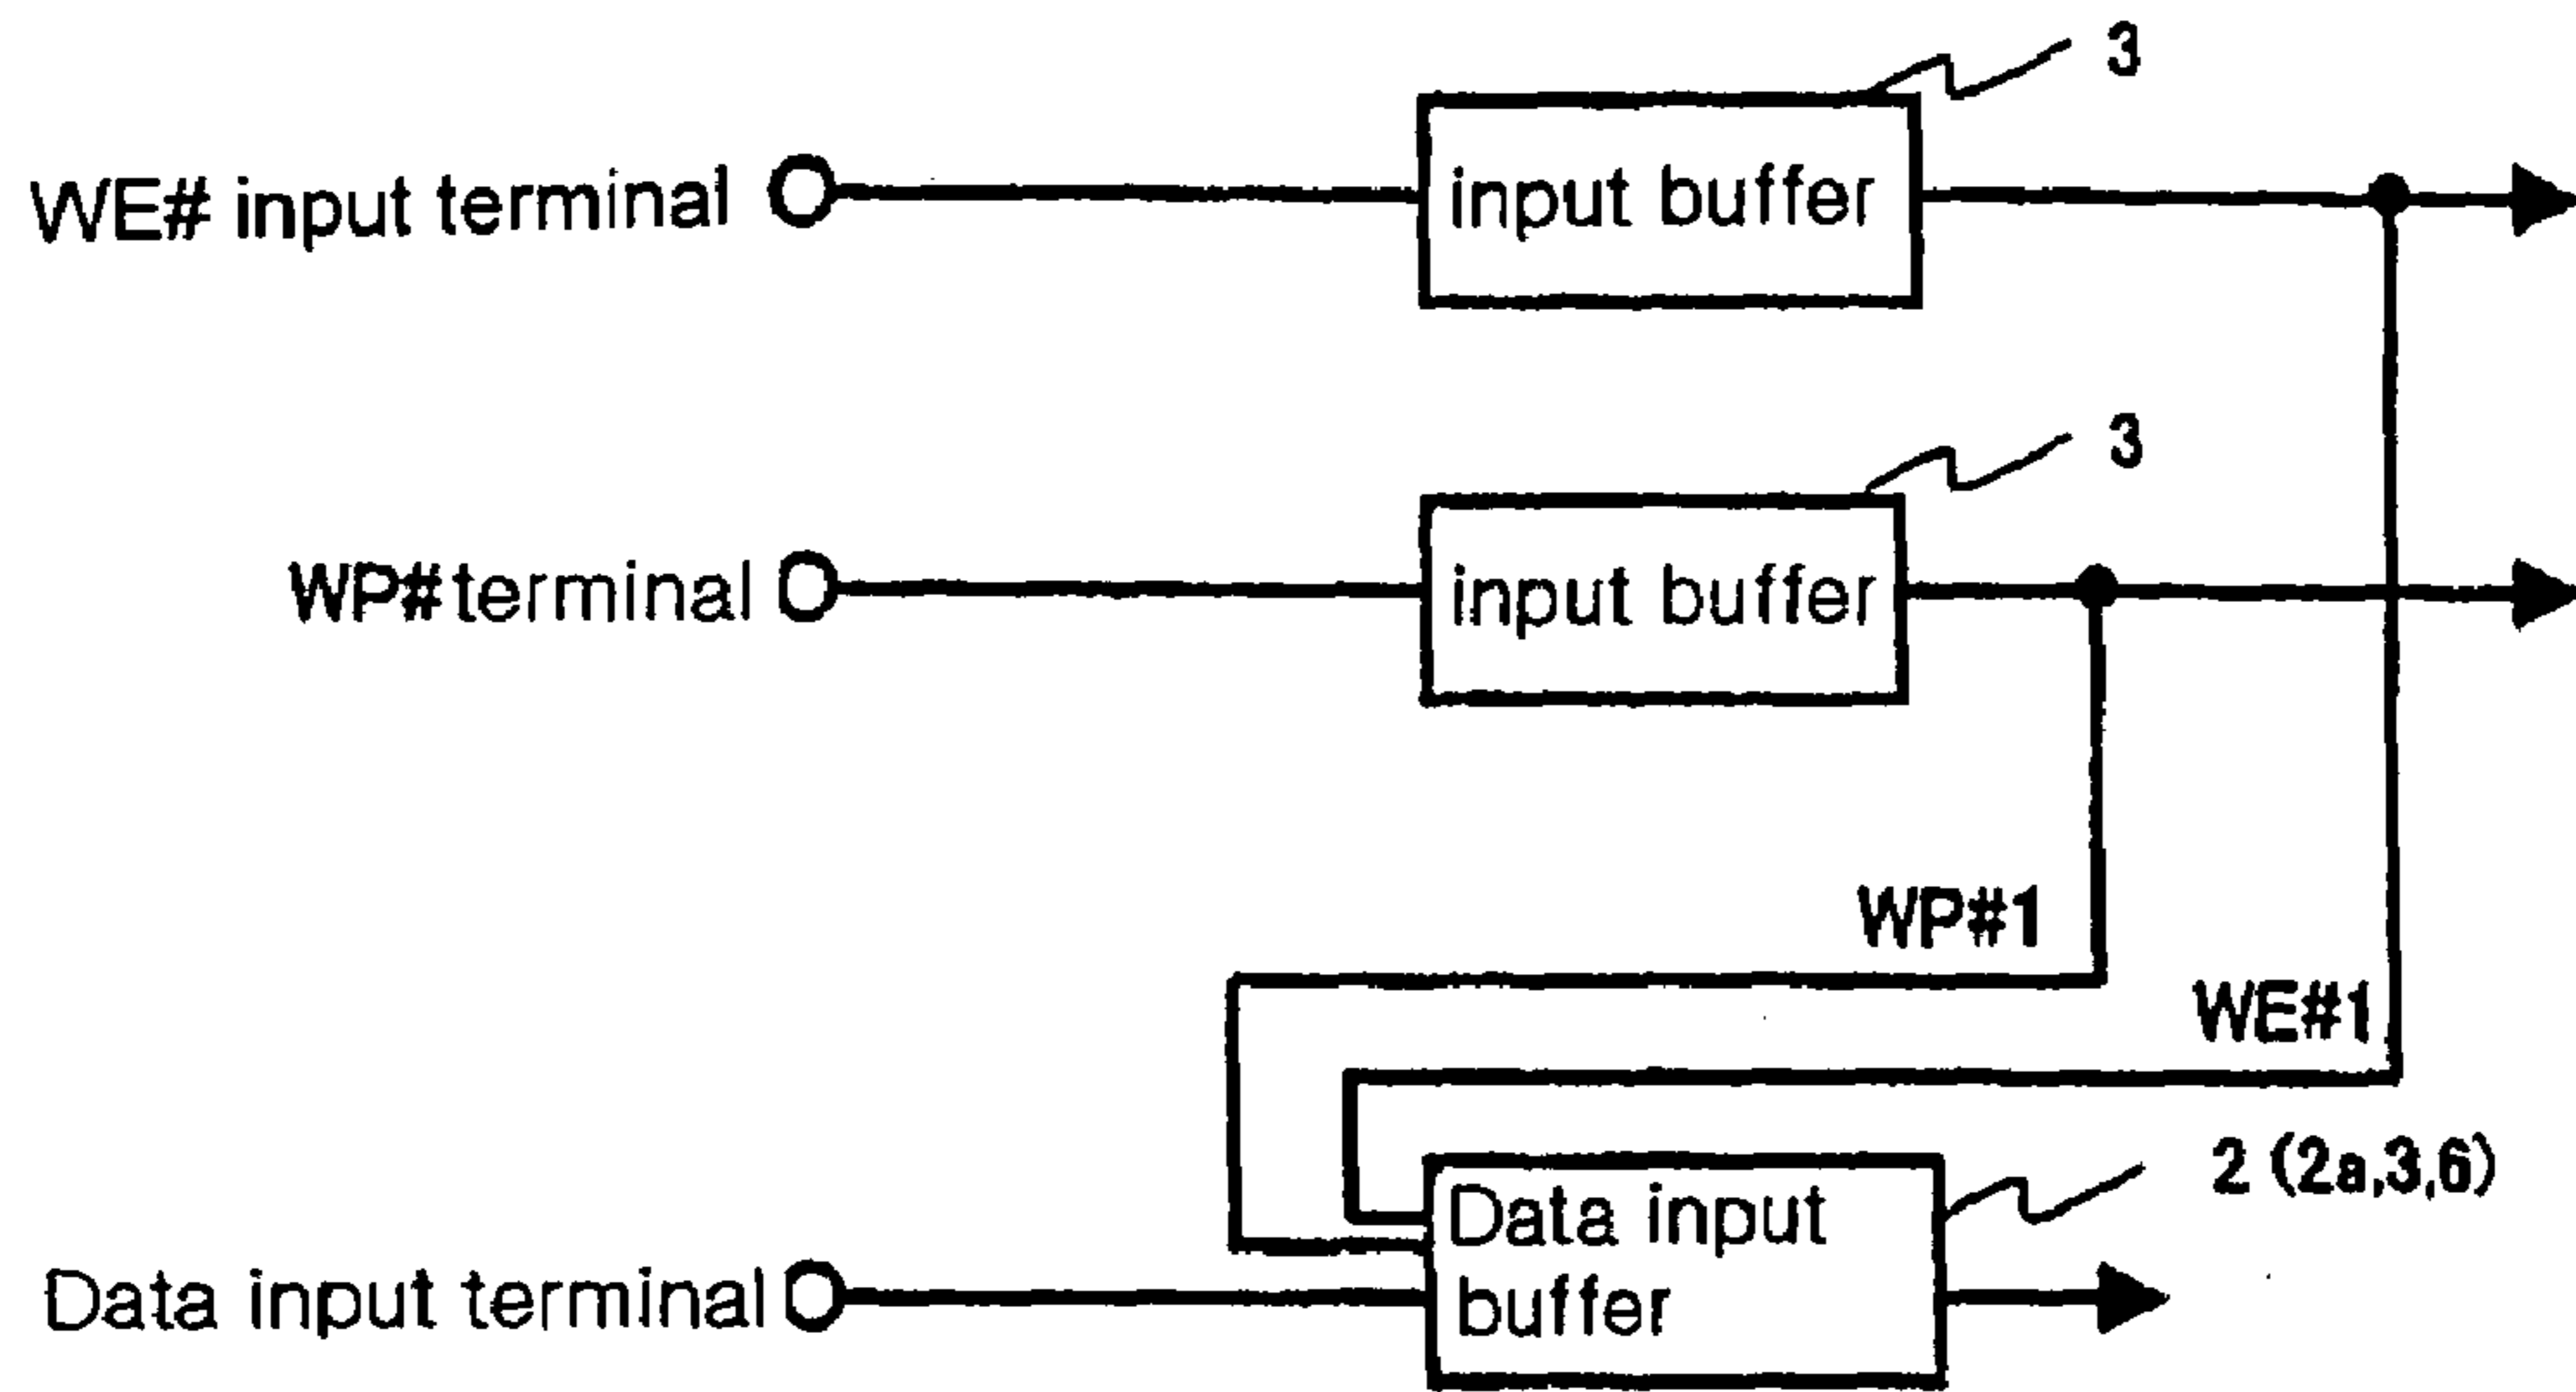 3
WE# input terminal
input buffer
3
WP# terminal
input buffer
WP#1
WE#1
2 (2a,3,6)
Data input
buffer
Data input terminal